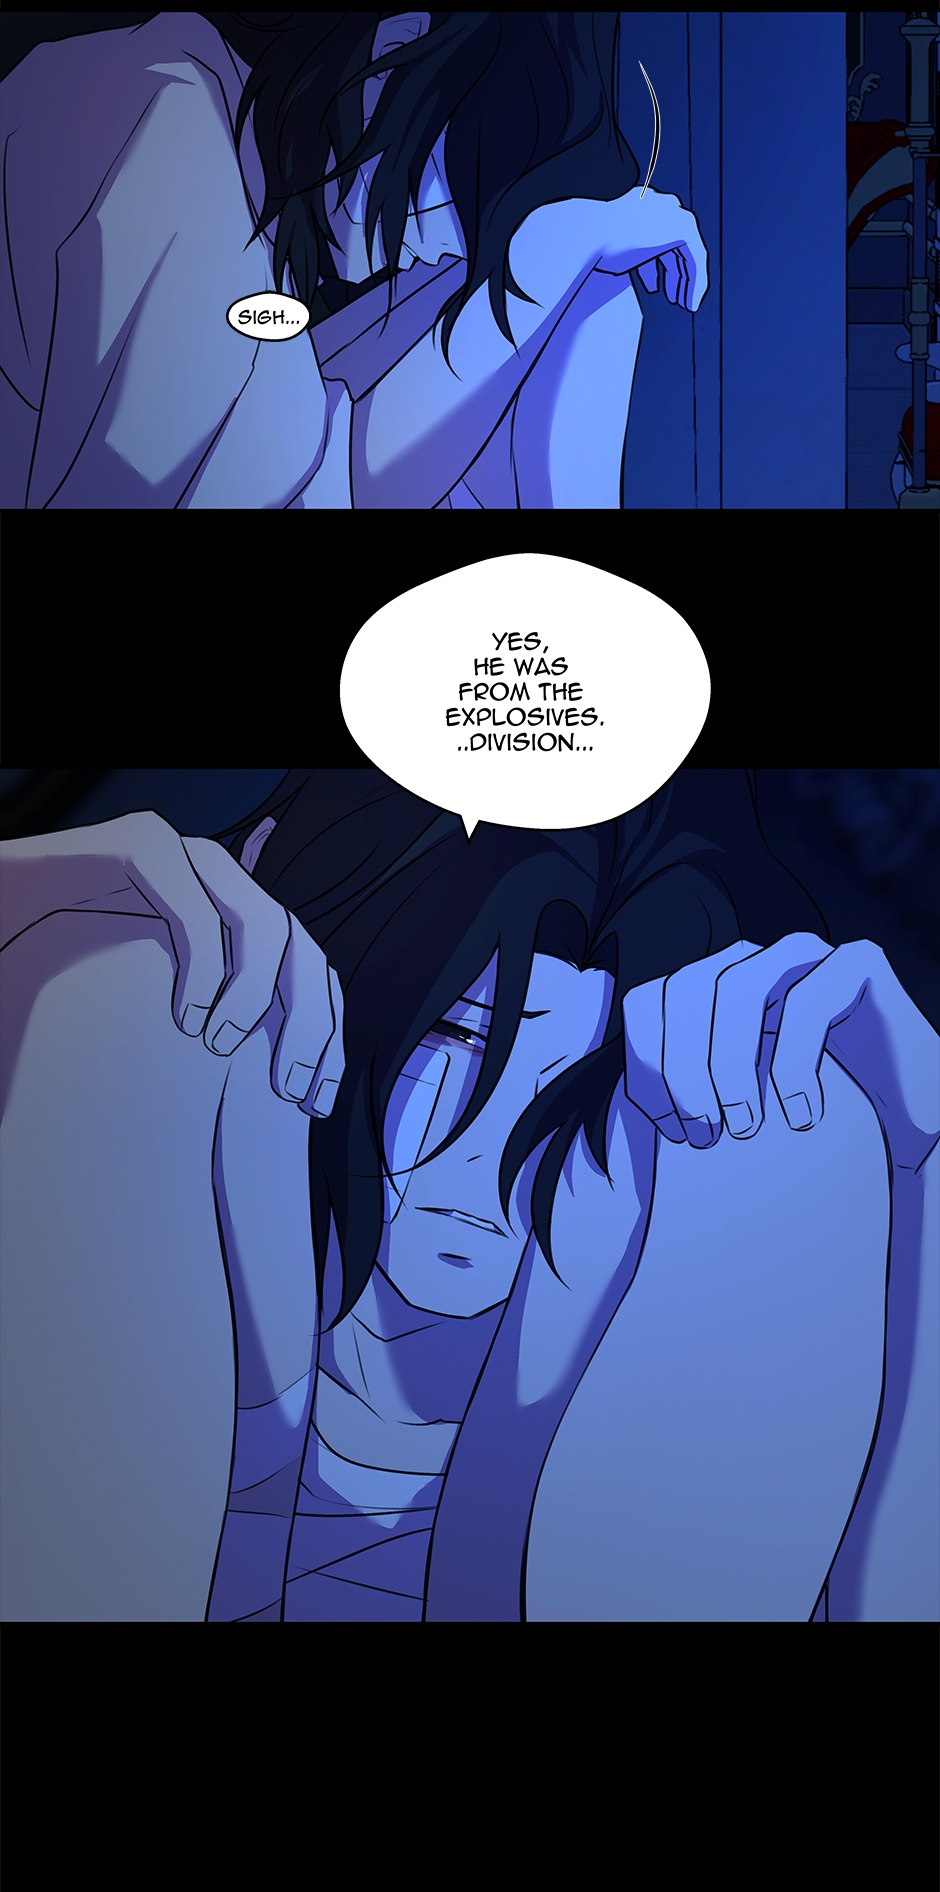 SIGH...
YES,
HE WAS
FROM THE
EXPLOSIVES.
..DIVISION...